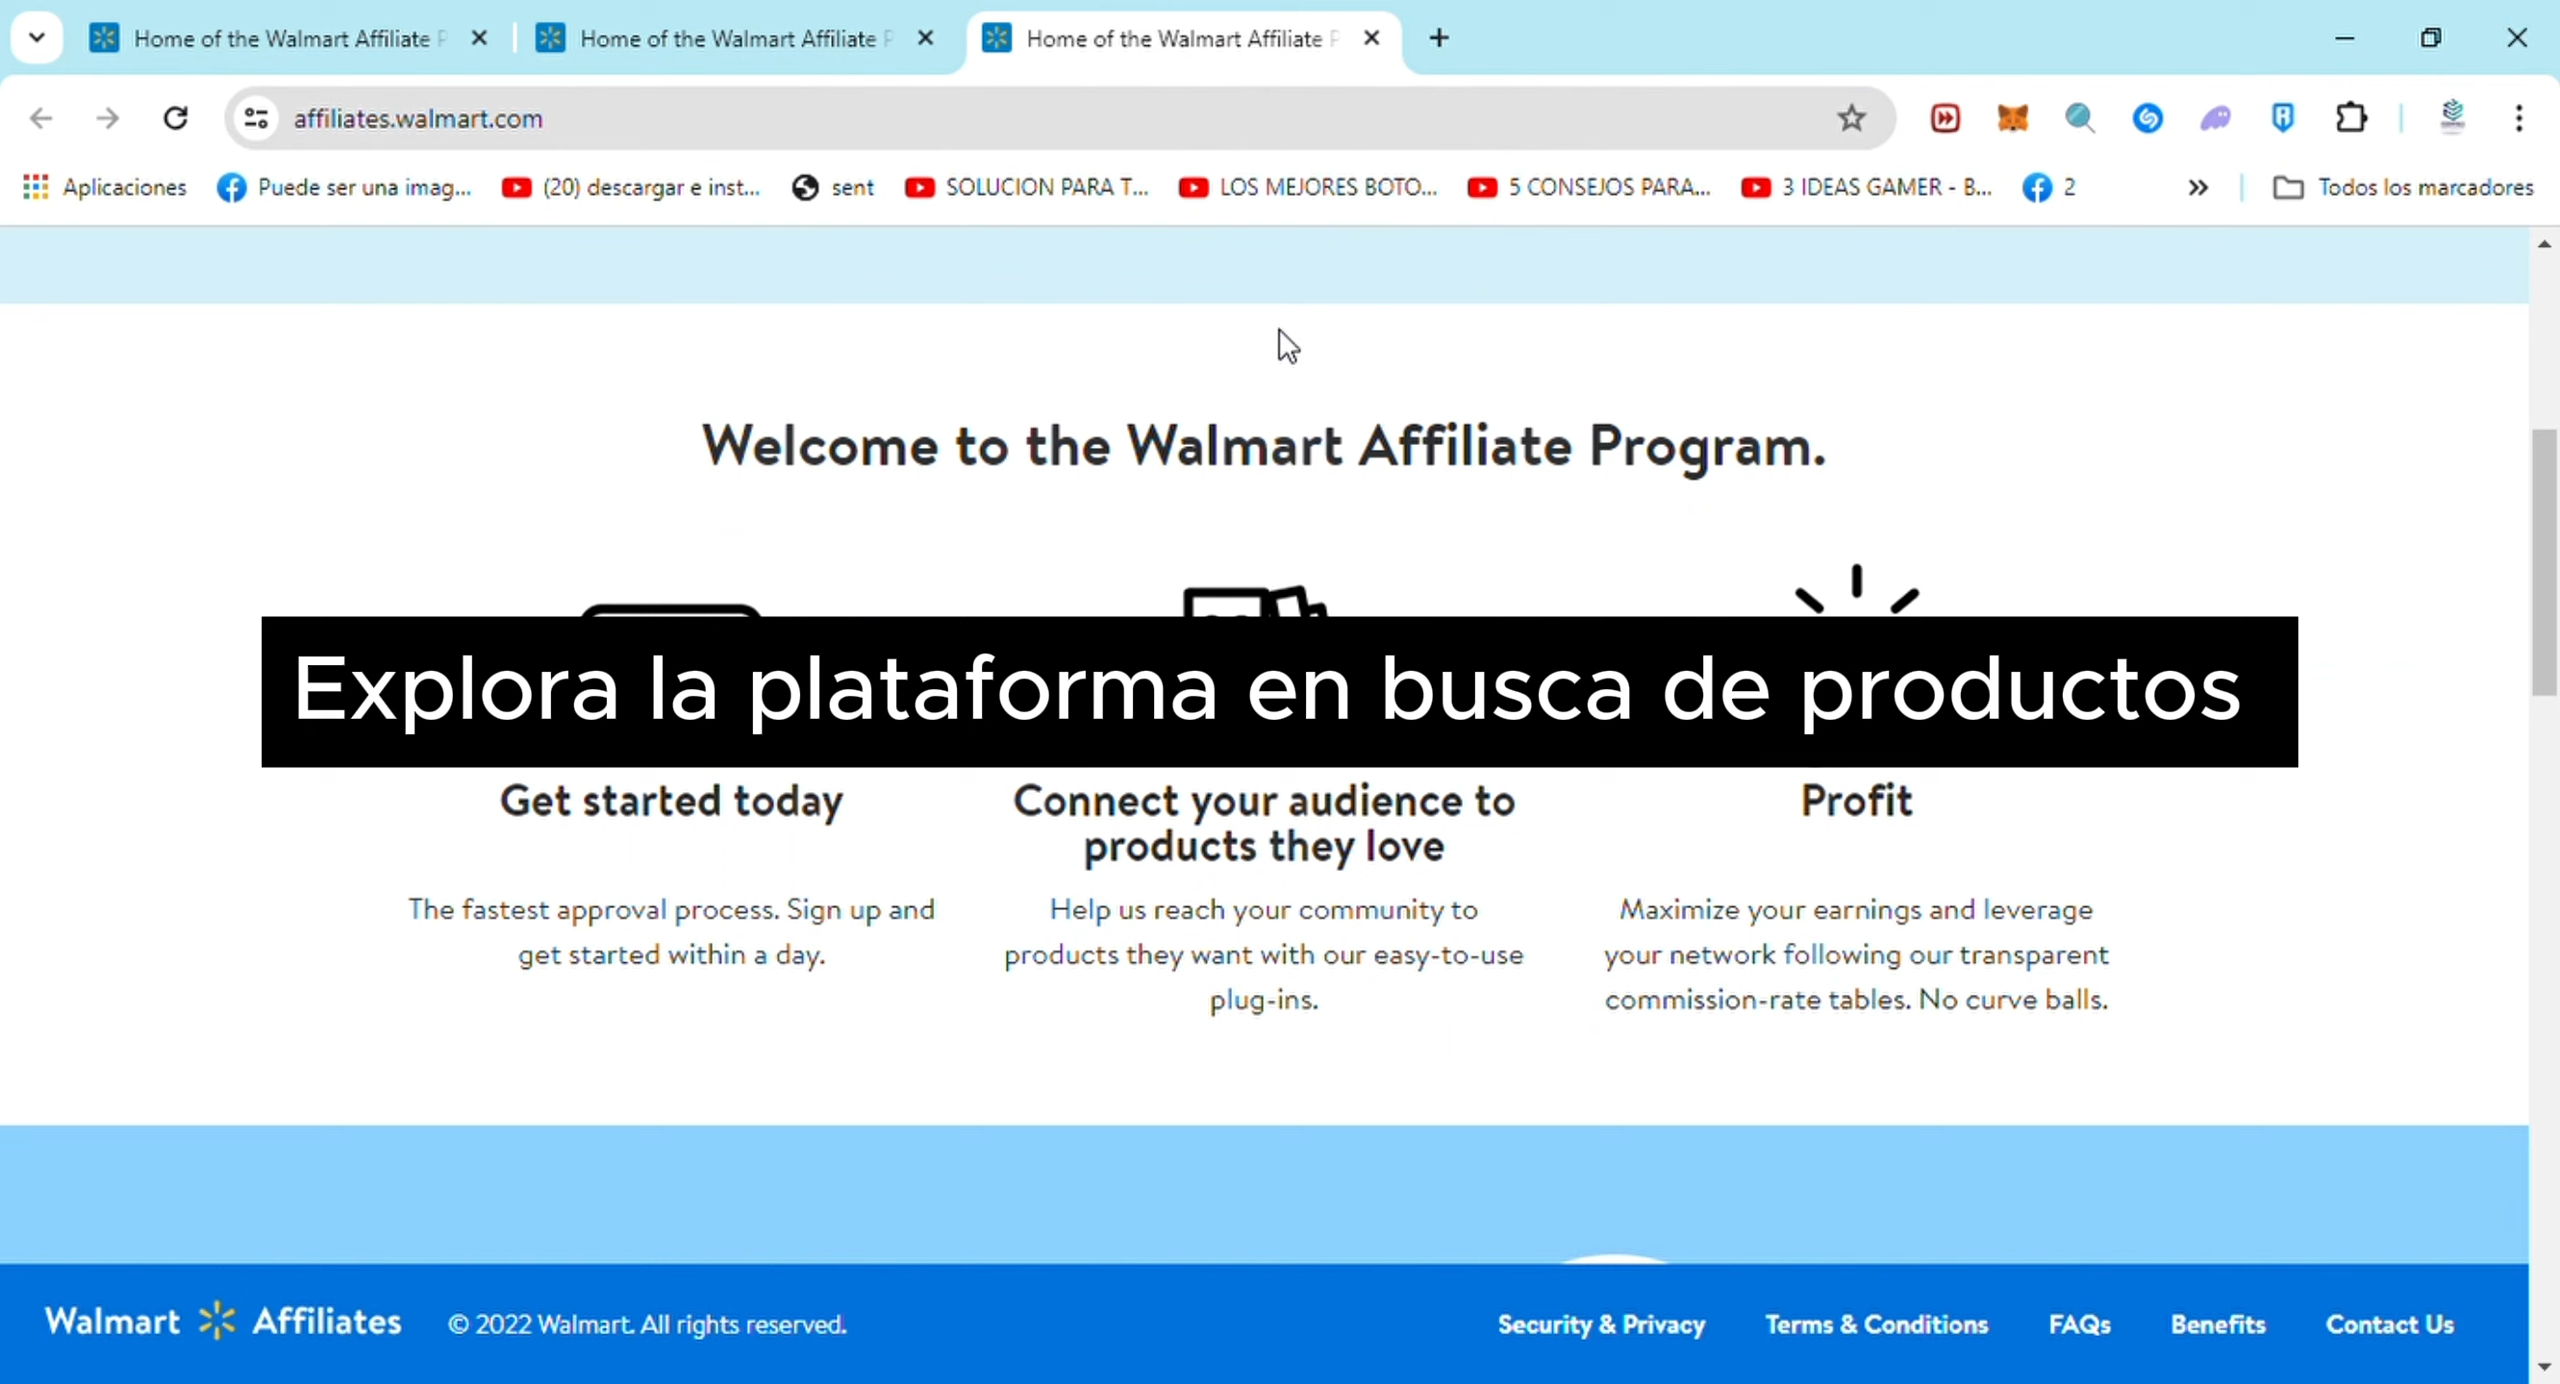 Home of the Walmart Affiliate P
Home of the Walmart Affiliate P
Home of the Walmart Affiliate P
affiliates.walmart.com
Aplicaciones
Puede ser una imag...
(20) descargar e inst...
sent
SOLUCION PARA T...
LOS MEJORES BOTO...
5 CONSEJOS PARA...
3 IDEAS GAMER - B...
2
Todos los marcadores
Welcome to the Walmart Affiliate Program.
Explora la plataforma en busca de productos
Get started today
The fastest approval process. Sign up and
get started within a day.
Connect your audience to
products they love
Help us reach your community to
products they want with our easy-to-use
plug-ins.
Profit
Maximize your earnings and leverage
your network following our transparent
commission-rate tables. No curve balls.
Walmart Affiliates
© 2022 Walmart. All rights reserved.
Security & Privacy
Terms & Conditions
FAQs
Benefits
Contact Us